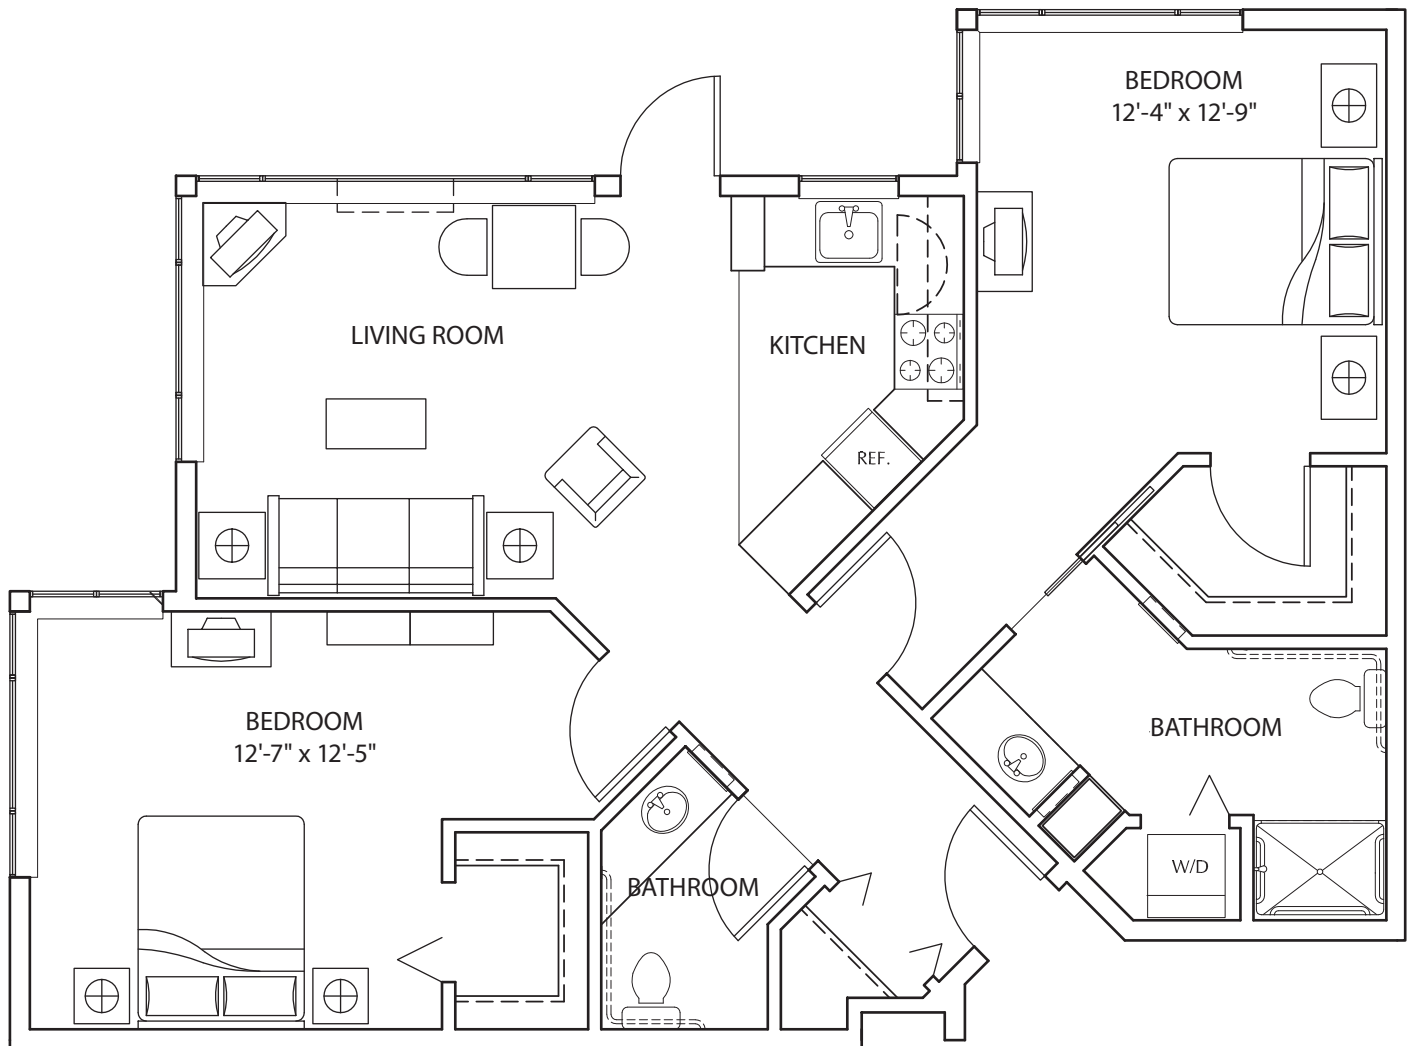 BEDROOM
12'-4" x 12'-9"
LIVING ROOM
KITCHEN
REF.
BEDROOM
12'-7" x 12'-5"
BATHROOM
W/D
BATHROOM